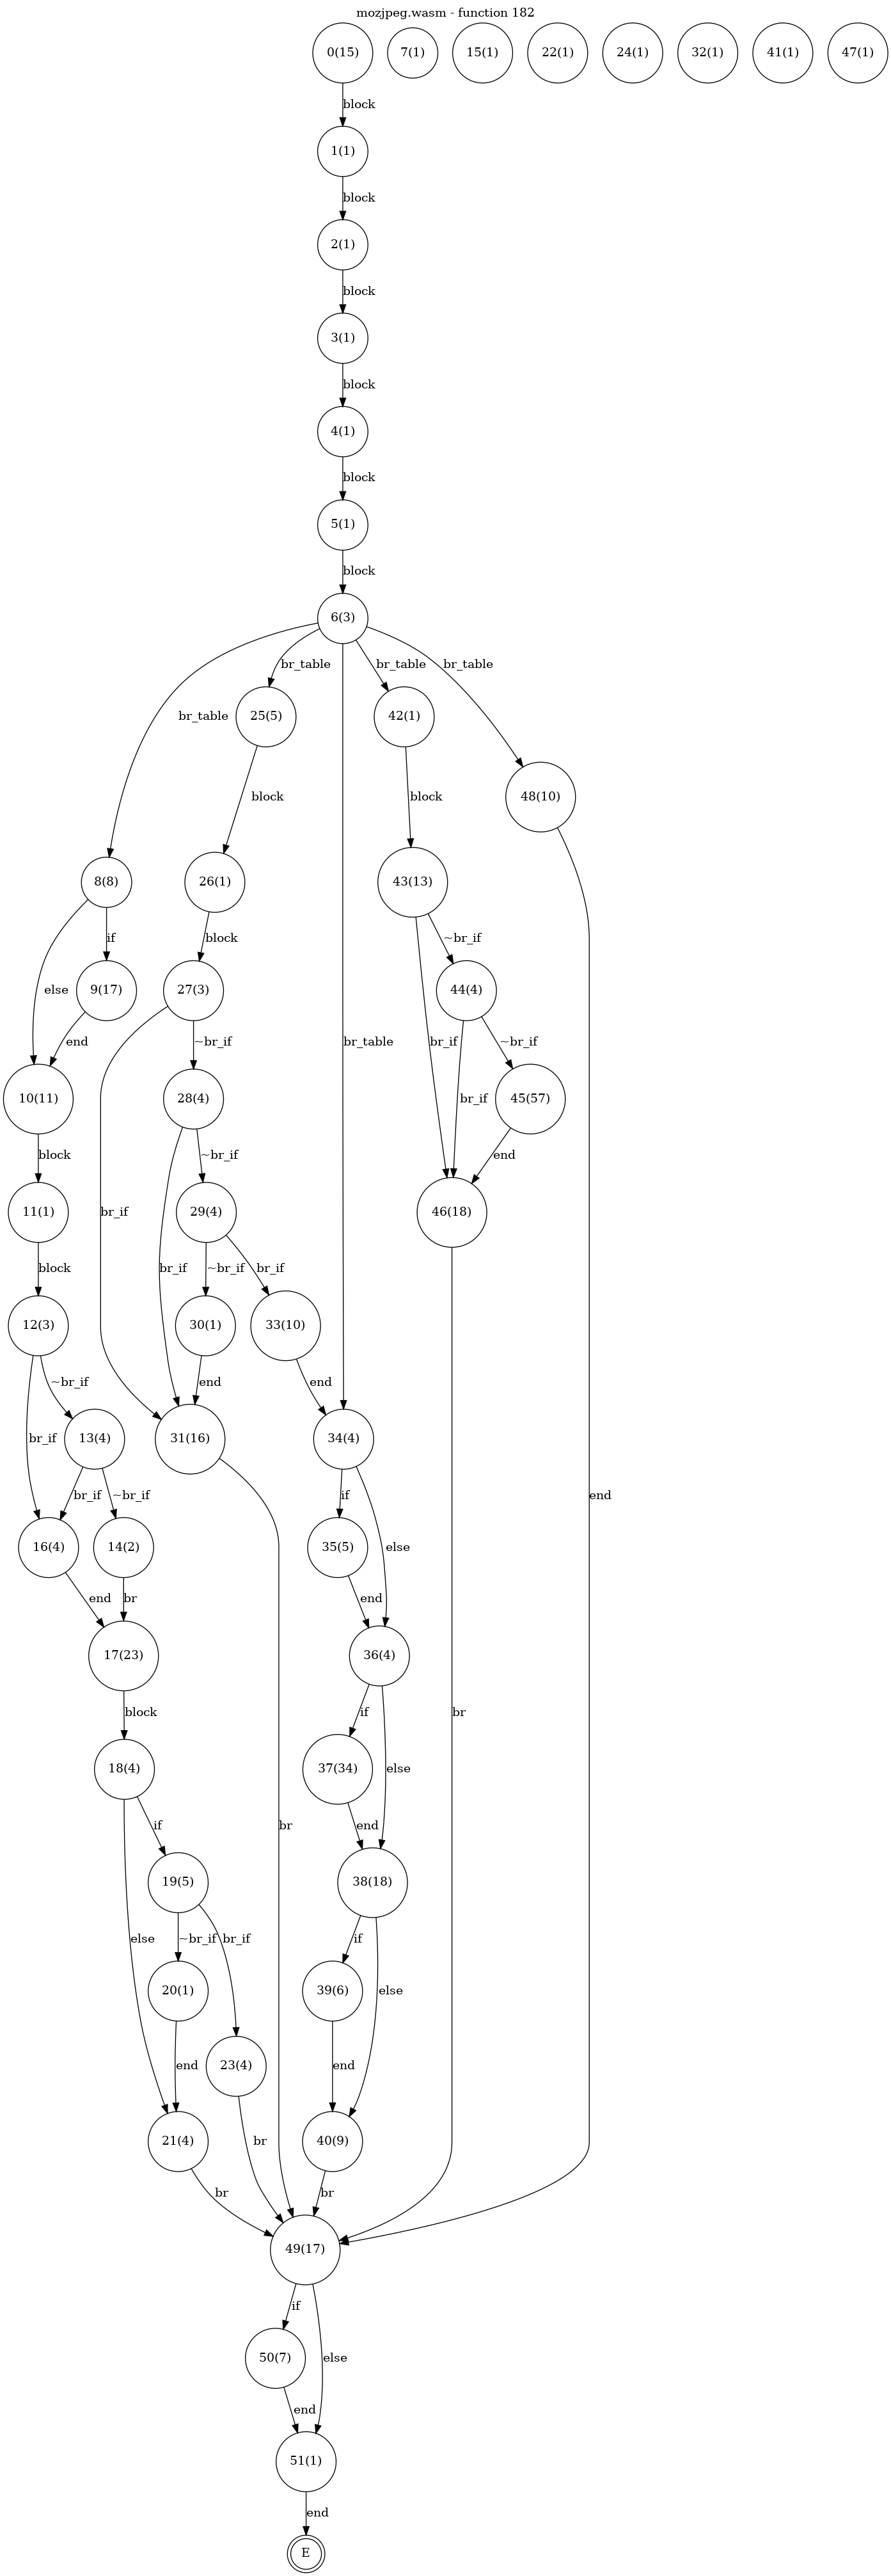 mozjpeg.wasm - function 182
0(15) 7(1) 15(1) 22(1) 24(1) 32(1) 41(1) 47(1)
block
1(1)
block
2(1)
block
3(1)
block
4(1)
block
5(1)
block
6(3)
br_table br_table br_table
br_table
25(5) 42(1)
block block
48(10)
8(8) 26(1) 43(13)
if block ~br_if
else 9(17) 27(3) 44(4)
end ~br_if br_table br_if ~br_if
10(11) 28(4) br_if 45(57)
block ~br_if end
11(1) br_if 29(4) 46(18)
block br_if ~br_if br_if
12(3) 30(1) 33(10)
~br_if end end
br_if 13(4) 31(16) 34(4)
br_if ~br_if if end
16(4) 14(2) 35(5) else
end br end
17(23) 36(4)
block if br
18(4) 37(34) else
if br end
19(5) 38(18)
else ~br_if br_if if
20(1) 39(6) else
end 23(4) end
21(4) br 40(9)
br br
49(17)
if
50(7) else
end
51(1)
end
E